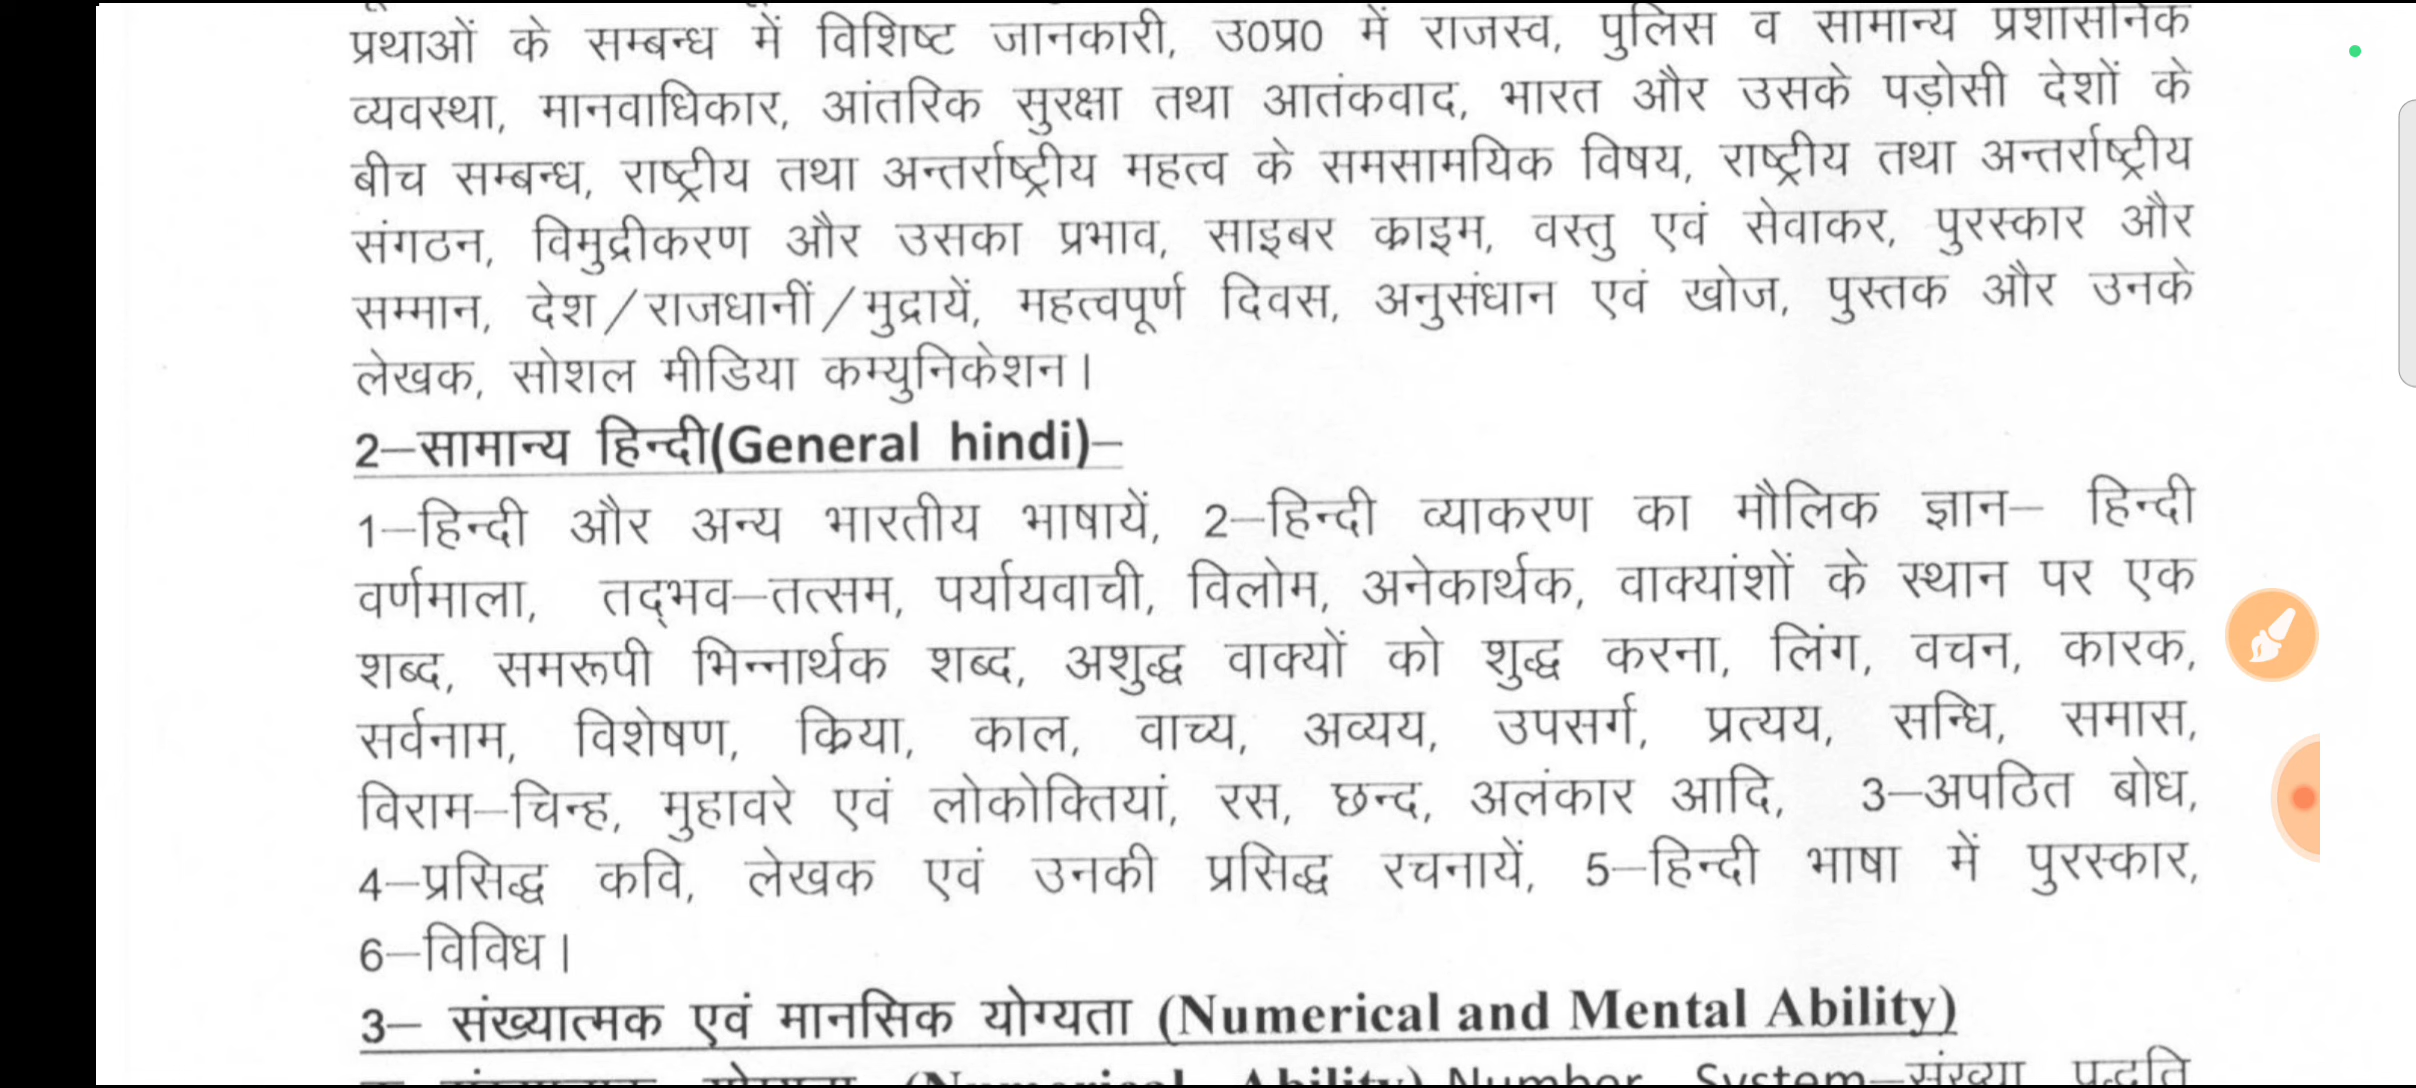 प्रथाओं के सम्बन्ध में विशिष्ट जानकारी, उ0प्र0 में राजस्व, पुलिस व सामान्य प्रशासनिक
व्यवस्था, मानवाधिकार, आंतरिक सुरक्षा तथा आतंकवाद, भारत और उसके पड़ोसी देशों के
बीच सम्बन्ध, राष्ट्रीय तथा अन्तर्राष्ट्रीय महत्व के समसामयिक विषय, राष्ट्रीय तथा अन्तर्राष्ट्रीय
संगठन, विमुद्रीकरण और उसका प्रभाव, साइबर क्राइम, वस्तु एवं सेवाकर, पुरस्कार और
सम्मान, देश/राजधानीं/मुद्रायें, महत्वपूर्ण दिवस, अनुसंधान एवं खोज, पुस्तक और उनके
लेखक, सोशल मीडिया कम्युनिकेशन।
2–सामान्य हिन्दी(General hindi)–
1–हिन्दी और अन्य भारतीय भाषायें, 2–हिन्दी व्याकरण का मौलिक ज्ञान– हिन्दी
वर्णमाला, तद्भव–तत्सम, पर्यायवाची, विलोम, अनेकार्थक, वाक्यांशों के स्थान पर एक
शब्द, समरूपी भिन्नार्थक शब्द, अशुद्ध वाक्यों को शुद्ध करना, लिंग, वचन, कारक,
सर्वनाम, विशेषण, क्रिया, काल, वाच्य, अव्यय, उपसर्ग, प्रत्यय, सन्धि, समास,
विराम–चिन्ह, मुहावरे एवं लोकोक्तियां, रस, छन्द, अलंकार आदि, 3–अपठित बोध,
4–प्रसिद्ध कवि, लेखक एवं उनकी प्रसिद्ध रचनायें, 5–हिन्दी भाषा में पुरस्कार,
6–विविध।
3– संख्यात्मक एवं मानसिक योग्यता (Numerical and Mental Ability)
(Numerical Ability) Number System–संख्या पद्धति